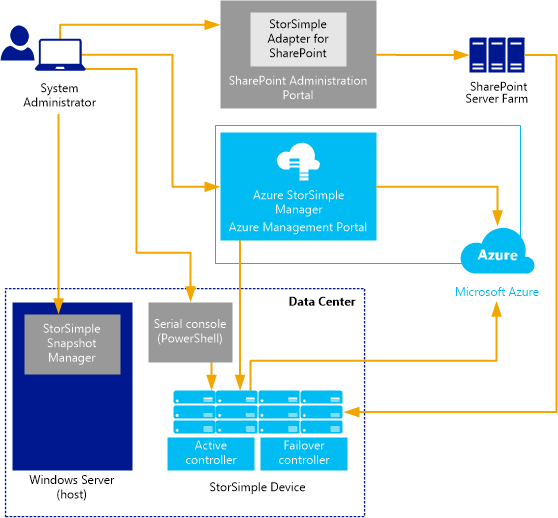 StorSimple
Adapter for
SharePoint
SharePoint Administration
Portal
System
Administrator
SharePoint
Server Farm
Azure StorSimple
Manager
Azure Management Portal
Azure
Microsoft Azure
Data Center
StorSimple
Snapshot
Manager
Serial console
(PowerShell)
Active
controller
Failover
controller
Windows Server
(host)
StorSimple Device